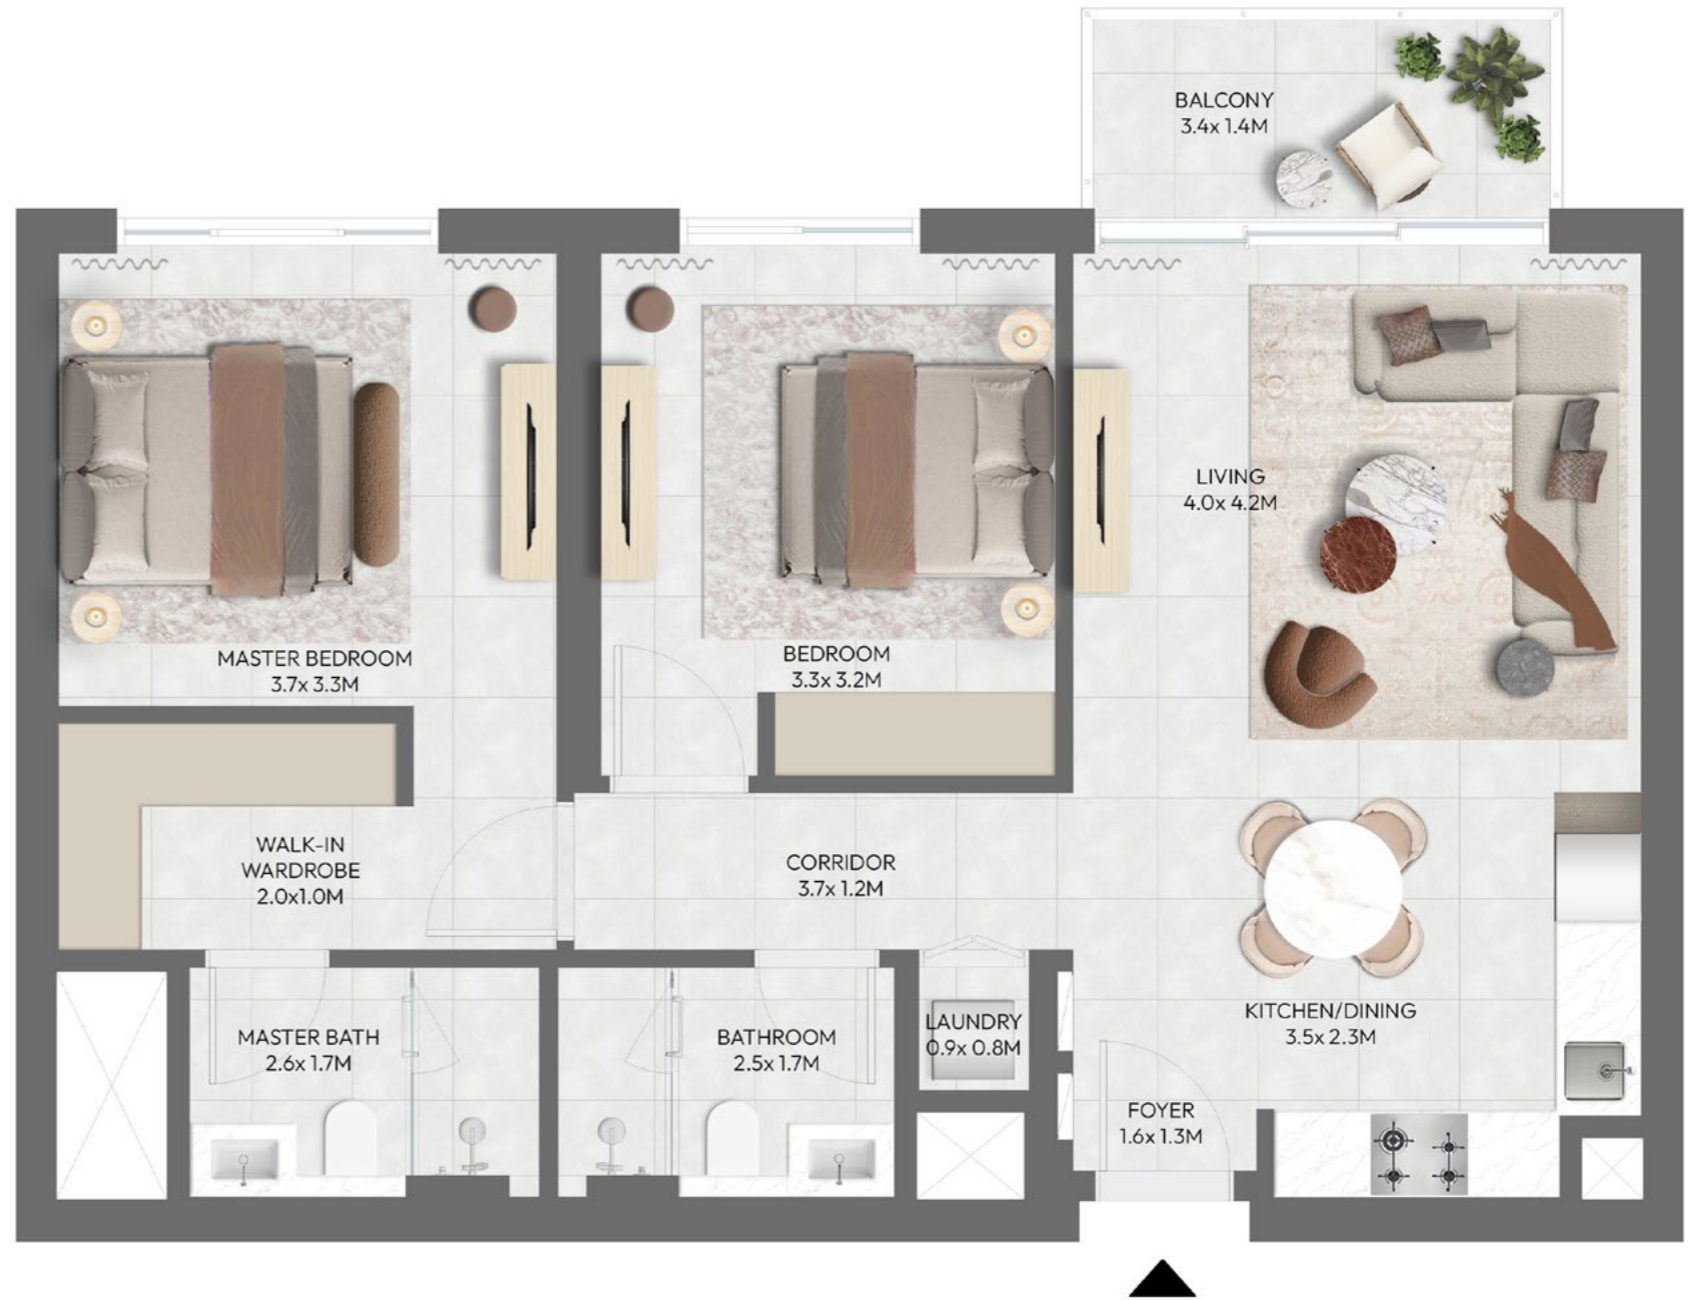 BALCONY
3.4x 1.4M
LIVING
4.0x 4.2M
MASTER BEDROOM
3.7x 3.3M
BEDROOM
3.3x 3.2M
WALK-IN
WARDROBE
2.0x1.0M
CORRIDOR
3.7x 1.2M
MASTER BATH
2.6x 1.7M
BATHROOM
2.5x 1.7M
LAUNDRY
0.9x 0.8M
KITCHEN/DINING
3.5x 2.3M
FOYER
1.6x 1.3M